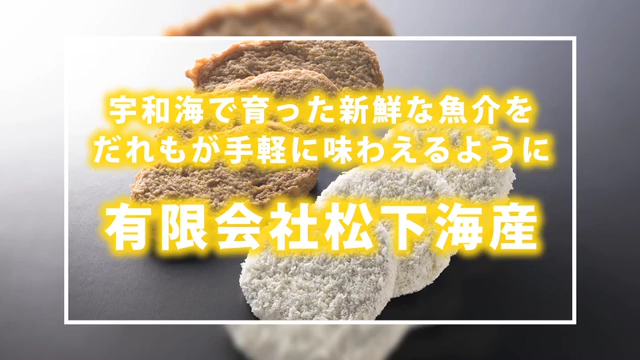 宇和海で育った新鮮な魚介を
だれもが手軽に味わえるように
有限会社松下海産